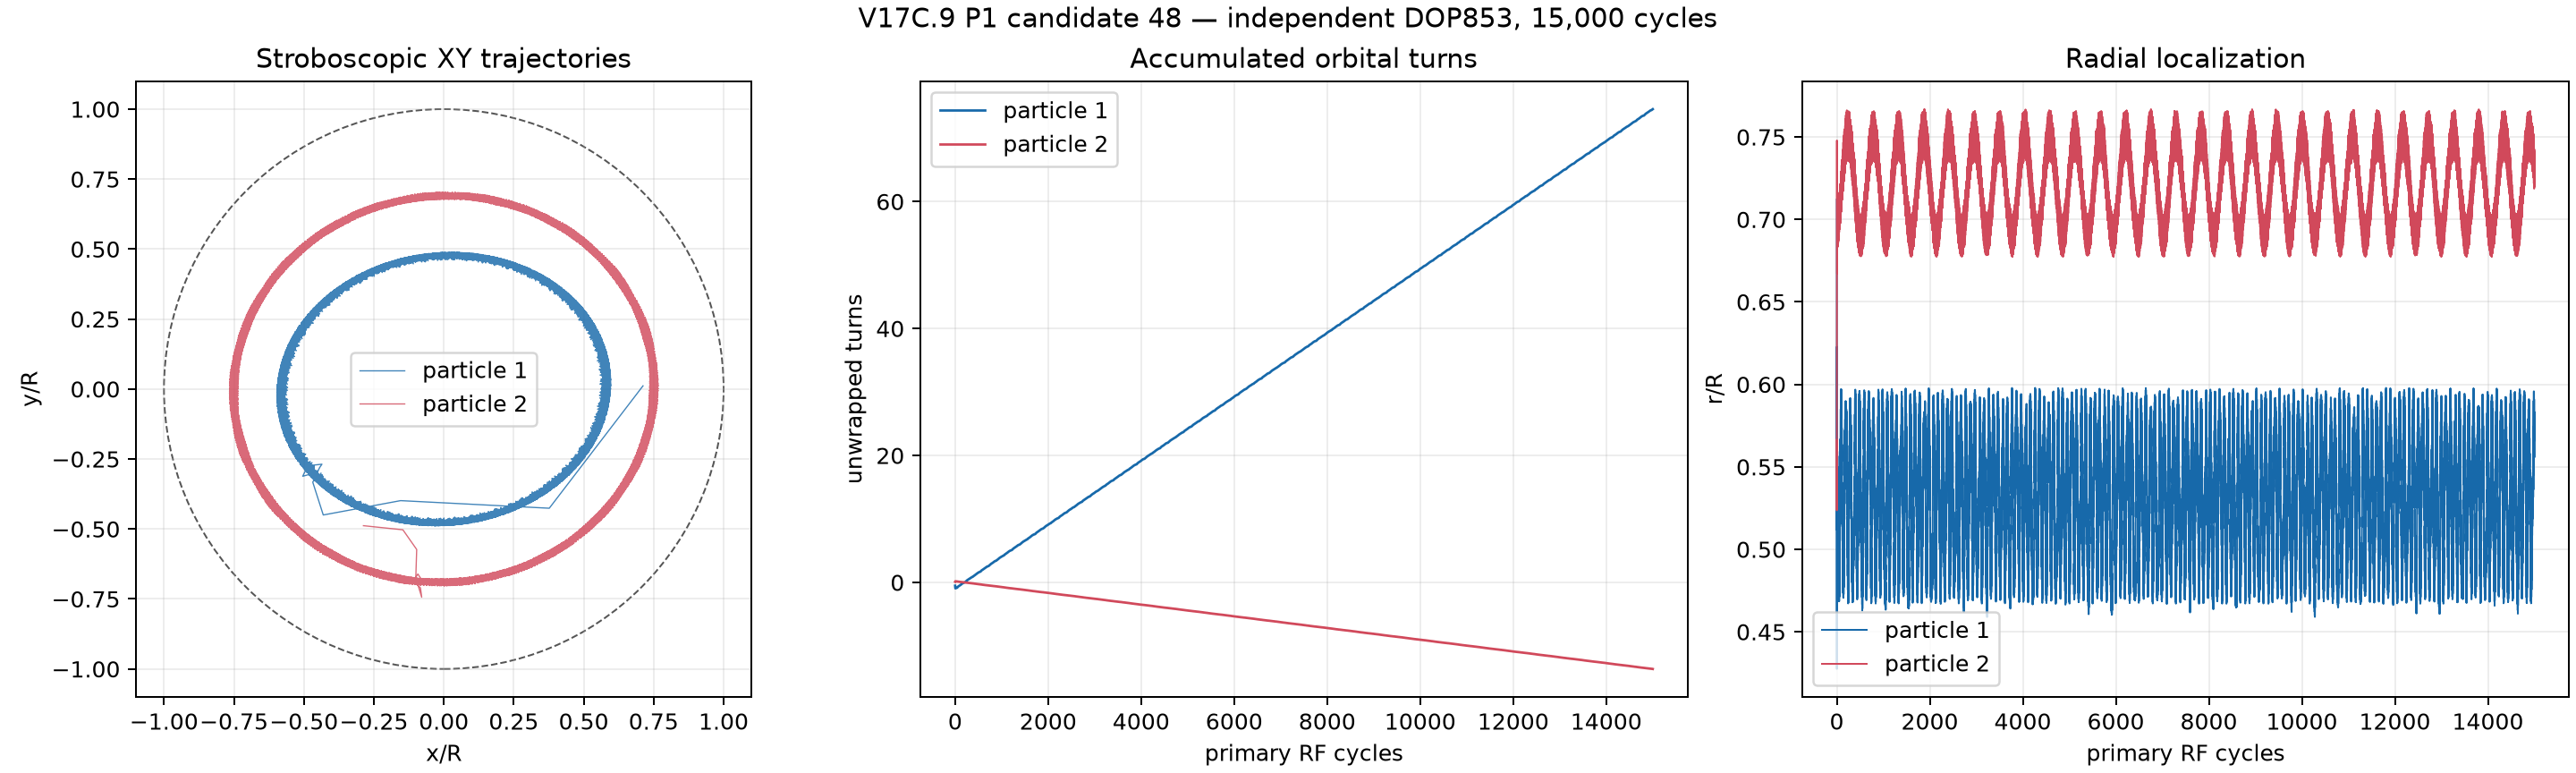 V17C.9 P1 candidate 48 — independent DOP853, 15,000 cycles
Stroboscopic XY trajectories
1.00
0.75
0.50
0.25
0.00
−0.25
−0.50
−0.75
−1.00
y/R
particle 1
particle 2
−1.00 −0.75 −0.50 −0.25 0.00 0.25 0.50 0.75 1.00
x/R
Accumulated orbital turns
particle 1
particle 2
60
40
20
0
unwrapped turns
0 2000 4000 6000 8000 10000 12000 14000
primary RF cycles
Radial localization
0.75
0.70
0.65
0.60
0.55
0.50
0.45
r/R
particle 1
particle 2
0 2000 4000 6000 8000 10000 12000 14000
primary RF cycles